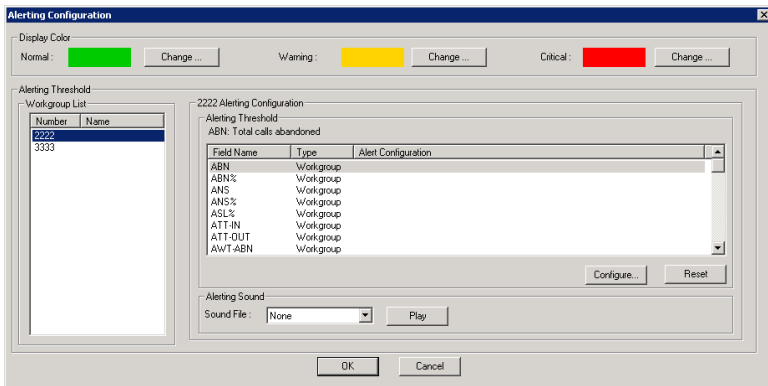 Alerting Configuration
Display Color
Normal : Change ... Warning : Change ... Critical : Change ...
Alerting Threshold
Workgroup List
Number Name
2222
3333
2222 Alerting Configuration
Alerting Threshold
ABN: Total calls abandoned
Field Name Type Alert Configuration
ABN Workgroup
ABN% Workgroup
ANS Workgroup
ANS% Workgroup
ASL% Workgroup
ATT-IN Workgroup
ATT-OUT Workgroup
AWT-ABN Workgroup
Configure... Reset
Alerting Sound
Sound File : None Play
OK Cancel